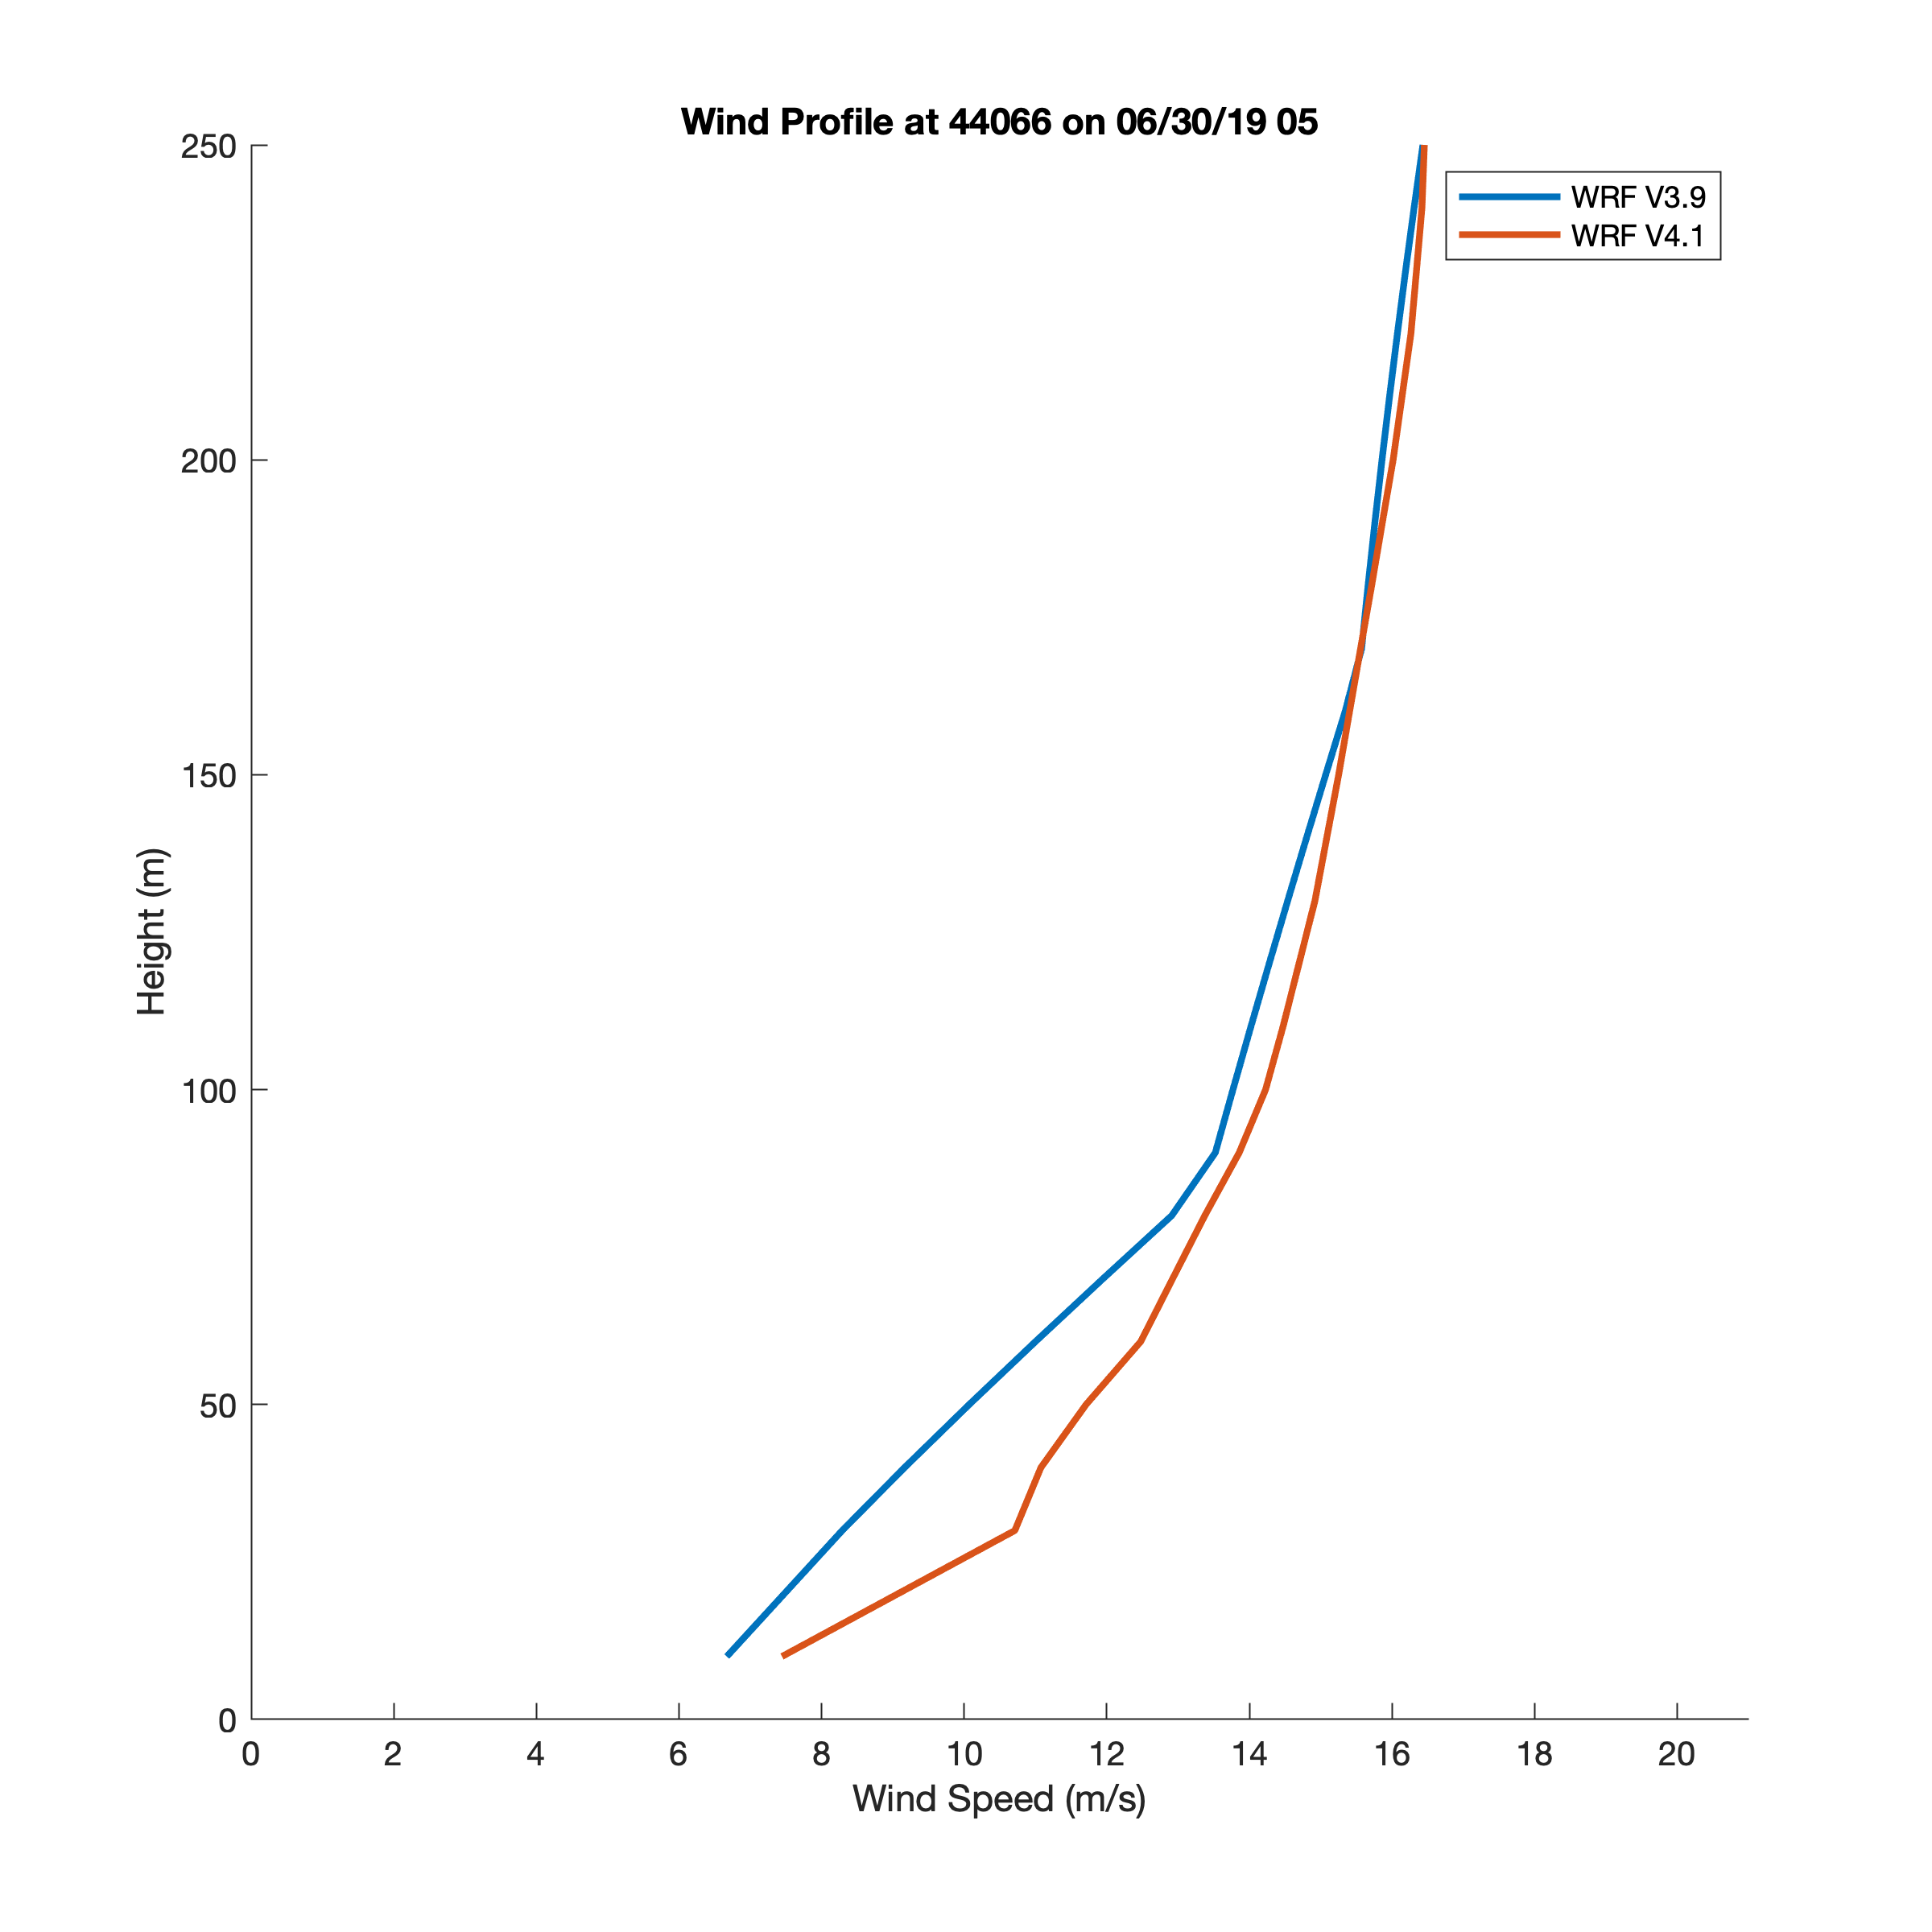 Wind Profile at 44066 on 06/30/19 05
250
200
150
100
50
0
Height (m)
WRF V3.9
WRF V4.1
0 2 4 6 8 10 12 14 16 18 20
Wind Speed (m/s)